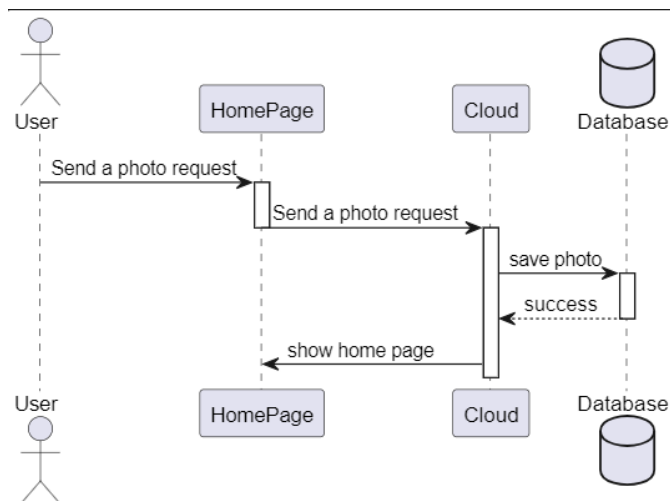 User
HomePage
Cloud
Database
Send a photo request
Send a photo request
save photo
success
show home page
User
HomePage
Cloud
Database